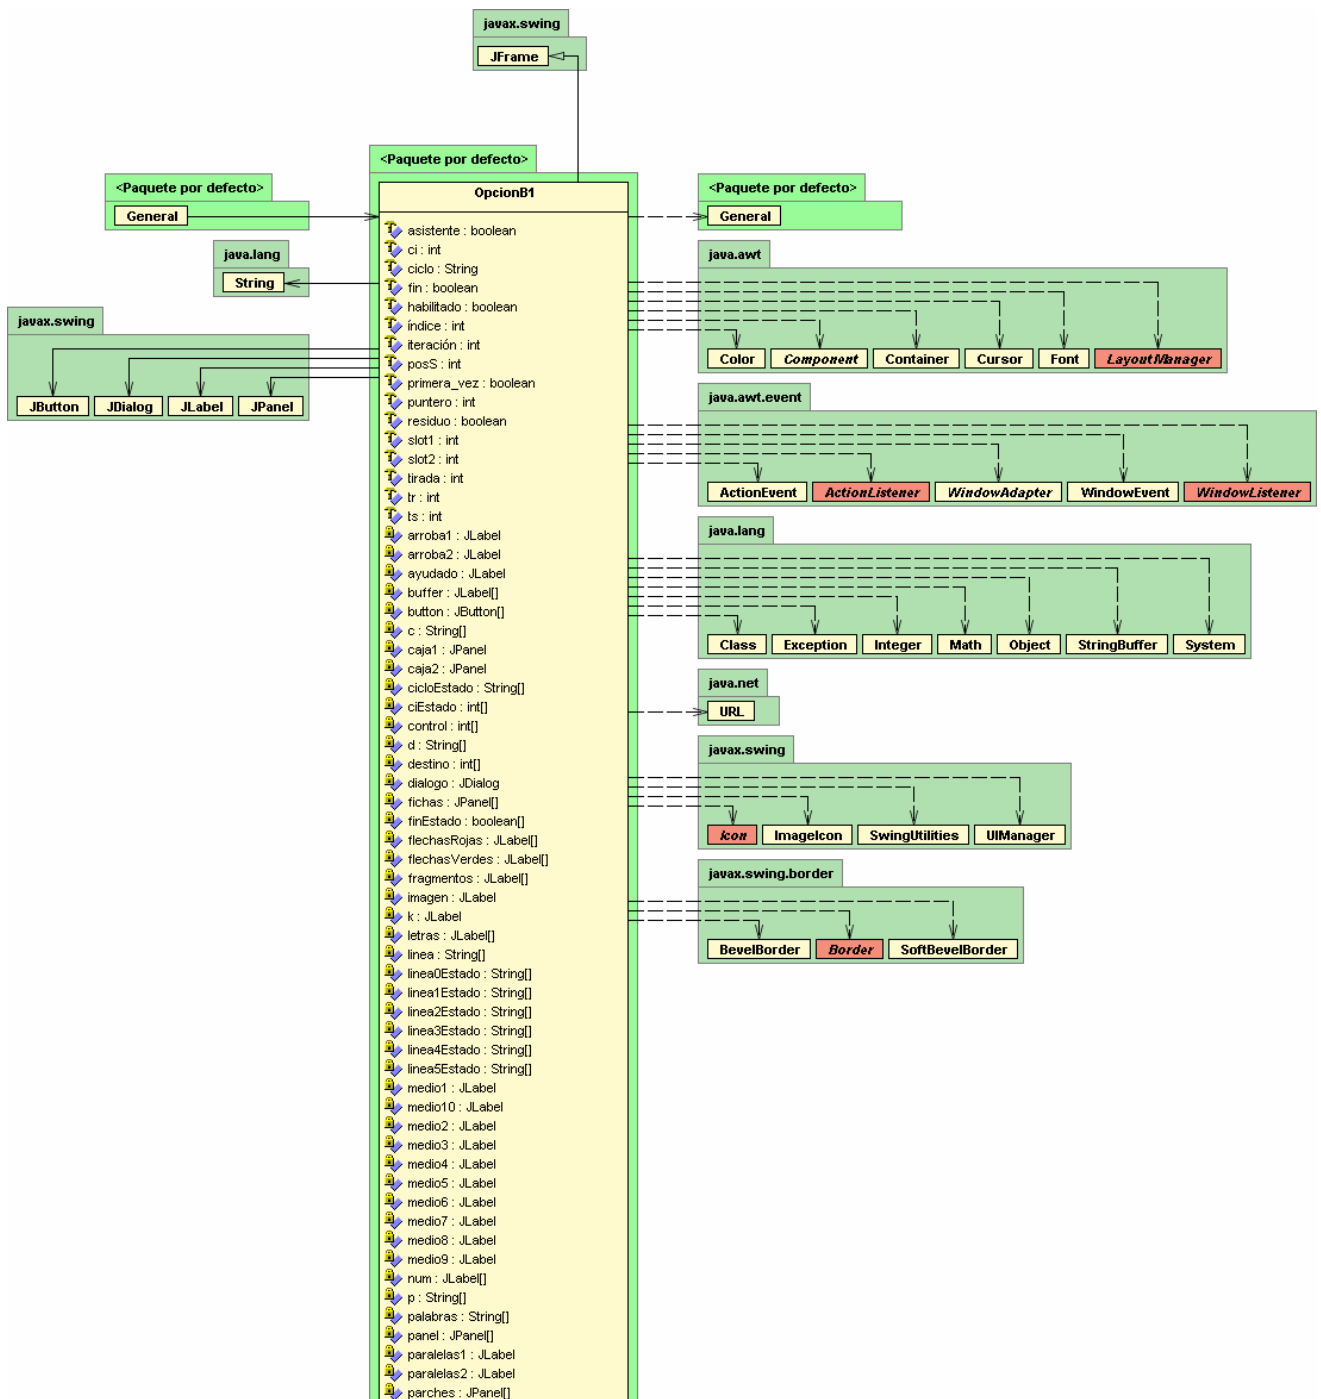 javax.swing
JFrame
<Paquete por defecto>
General
java.lang
String
javax.swing
JButton JDialog JLabel JPanel
<Paquete por defecto>
OpcionB1
asistente : boolean
ci : int
ciclo : String
fin : boolean
habilitado : boolean
índice : int
iteración : int
posS : int
primera_vez : boolean
puntero : int
residuo : boolean
slot1 : int
slot2 : int
tirada : int
tr : int
ts : int
arroba1 : JLabel
arroba2 : JLabel
ayudado : JLabel
buffer : JLabel[]
button : JButton[]
c : String[]
caja1 : JPanel
caja2 : JPanel
cicloEstado : String[]
ciEstado : int[]
control : int[]
d : String[]
destino : int[]
dialogo : JDialog
fichas : JPanel[]
finEstado : boolean[]
flechasRojas : JLabel[]
flechasVerdes : JLabel[]
fragmentos : JLabel[]
imagen : JLabel
k : JLabel
letras : JLabel[]
linea : String[]
linea0Estado : String[]
linea1Estado : String[]
linea2Estado : String[]
linea3Estado : String[]
linea4Estado : String[]
linea5Estado : String[]
medio1 : JLabel
medio10 : JLabel
medio2 : JLabel
medio3 : JLabel
medio4 : JLabel
medio5 : JLabel
medio6 : JLabel
medio7 : JLabel
medio8 : JLabel
medio9 : JLabel
num : JLabel[]
p : String[]
palabras : String[]
panel : JPanel[]
paralelas1 : JLabel
paralelas2 : JLabel
parches : JPanel[]
<Paquete por defecto>
General
java.awt
Color Component Container Cursor Font LayoutManager
java.awt.event
ActionEvent ActionListener WindowAdapter WindowEvent WindowListener
java.lang
Class Exception Integer Math Object StringBuffer System
java.net
URL
javax.swing
Icon ImageIcon SwingUtilities UIManager
javax.swing.border
BevelBorder Border SoftBevelBorder